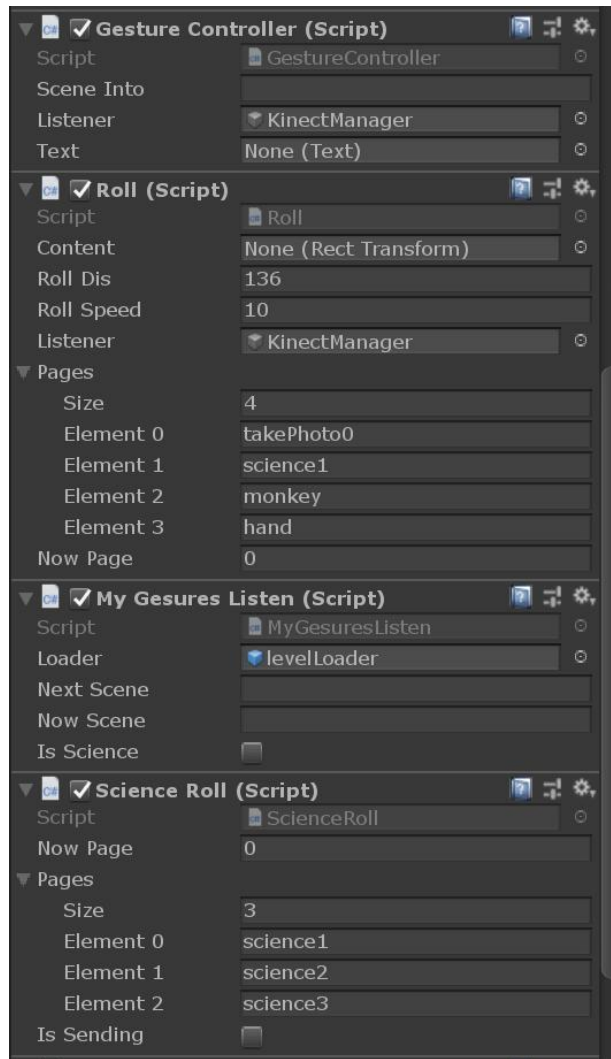 Gesture Controller (Script)
Script GestureController
Scene Into
Listener KinectManager
Text None (Text)
Roll (Script)
Script Roll
Content None (Rect Transform)
Roll Dis 136
Roll Speed 10
Listener KinectManager
Pages
Size 4
Element 0 takePhoto0
Element 1 science1
Element 2 monkey
Element 3 hand
Now Page 0
My Gesures Listen (Script)
Script MyGesuresListen
Loader levelLoader
Next Scene
Now Scene
Is Science
Science Roll (Script)
Script ScienceRoll
Now Page 0
Pages
Size 3
Element 0 science1
Element 1 science2
Element 2 science3
Is Sending